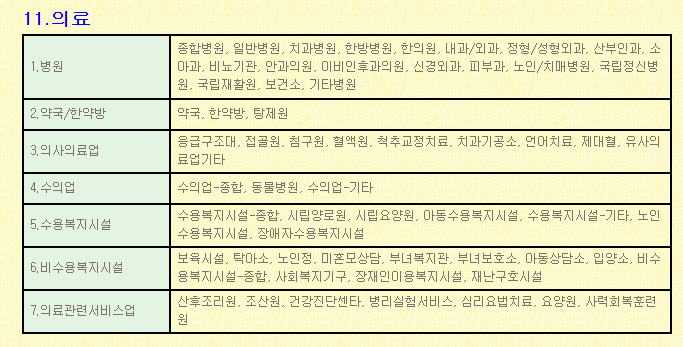 11.의료
1.병원
종합병원, 일반병원, 치과병원, 한방병원, 한의원, 내과/외과, 정형/성형외과, 산부인과, 소
아과, 비뇨기관, 안과의원, 이비인후과의원, 신경외과, 피부과, 노인/치매병원, 국립정신병
원, 국립재활원, 보건소, 기타병원
2.약국/한약방
약국, 한약방, 탕제원
3.의사의료업
응급구조대, 접골원, 침구원, 혈액원, 척추교정치료, 치과기공소, 언어치료, 제대혈, 유사의
료업기타
4.수의업
수의업-종합, 동물병원, 수의업-기타
5.수용복지시설
수용복지시설-종합, 시립양로원, 시립요양원, 아동수용복지시설, 수용복지시설-기타, 노인
수용복지시설, 장애자수용복지시설
6.비수용복지시설
보육시설, 탁아소, 노인정, 미혼모상담, 부녀복지관, 부녀보호소, 아동상담소, 입양소, 비수
용복지시설-종합, 사회복지기구, 장재인이용복지시설, 재난구호시설
7.의료관련서비스업
산후조리원, 조산원, 건강진단센타, 병리실험서비스, 심리요법치료, 요양원, 사력회복훈련
원